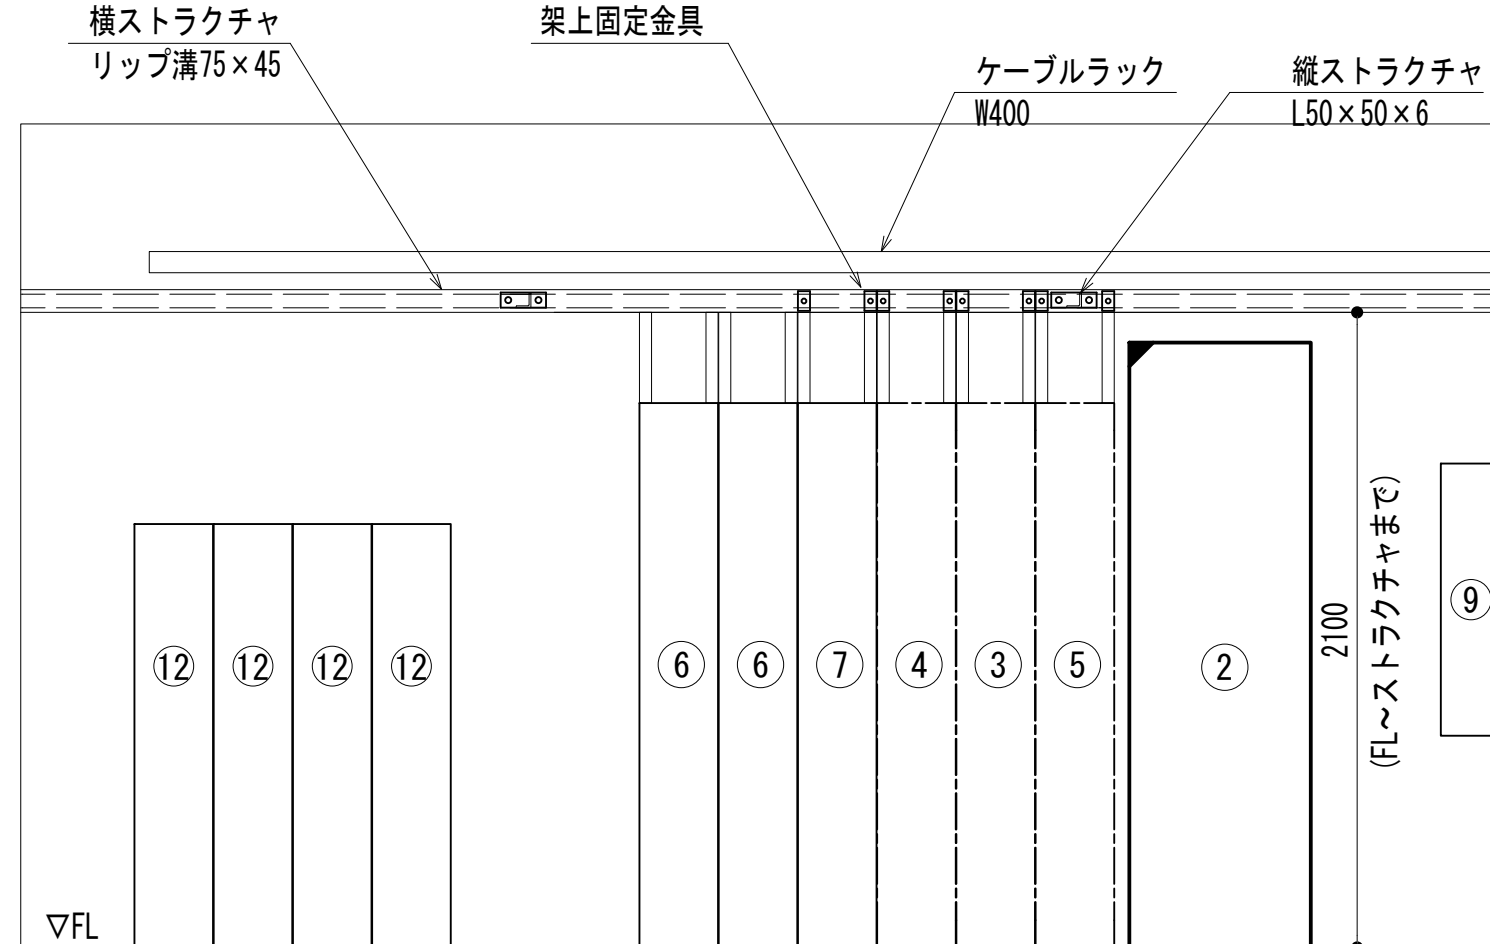 横ストラクチャ
リップ溝75×45
架上固定金具
ケーブルラック
W400
縦ストラクチャ
L50×50×6
⑫
⑫
⑫
⑫
⑥
⑥
⑦
④
③
⑤
②
2100
(FL~ストラクチャまで)
⑨
▽FL